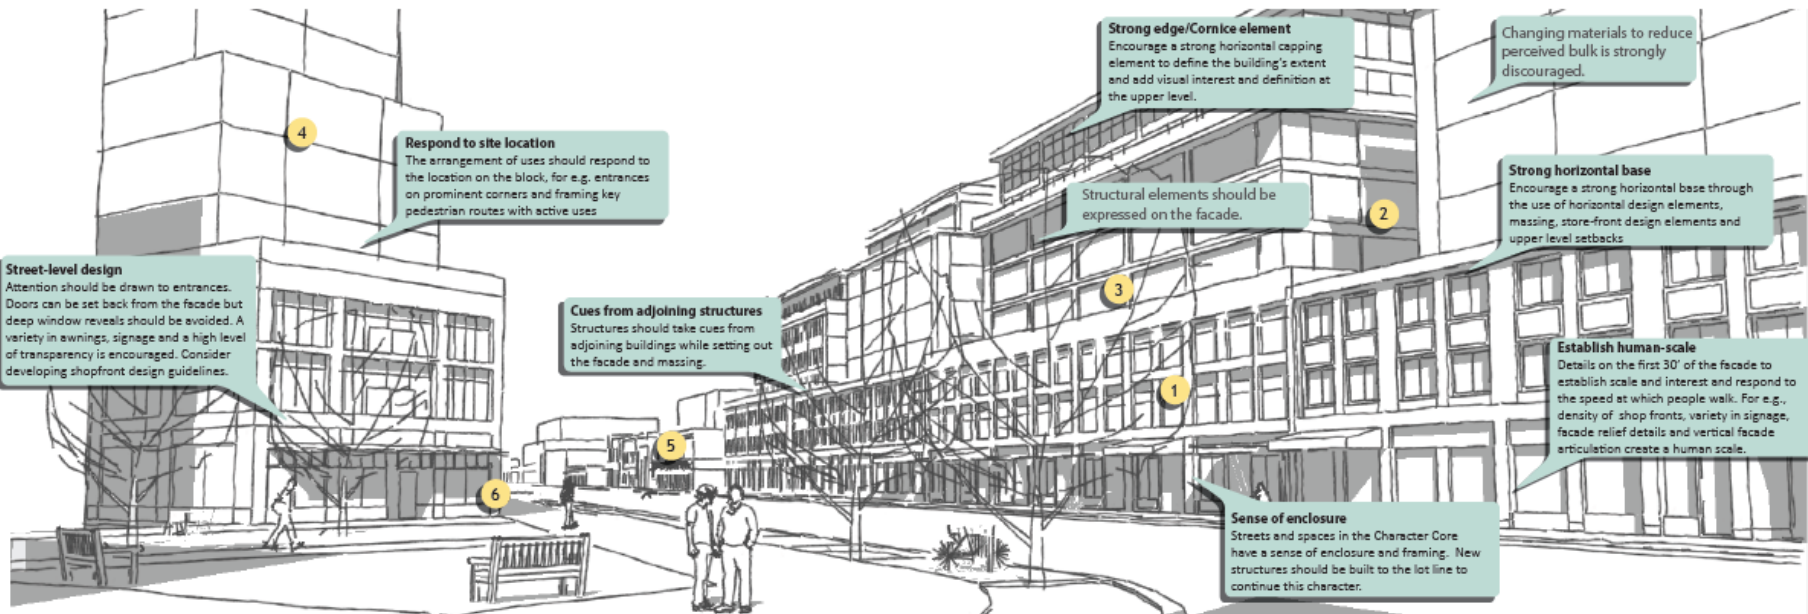 Strong edge/Cornice element
Encourage a strong horizontal capping
element to define the building's extent
and add visual interest and definition at
the upper level.
Changing materials to reduce
perceived bulk is strongly
discouraged.
4
Respond to site location
The arrangement of uses should respond to
the location on the block, for e.g. entrances
on prominent corners and framing key
pedestrian routes with active uses
Structural elements should be
expressed on the facade.
2
Strong horizontal base
Encourage a strong horizontal base through
the use of horizontal design elements,
massing, store-front design elements and
upper level setbacks
Street-level design
Attention should be drawn to entrances.
Doors can be set back from the facade but
deep window reveals should be avoided. A
variety in awnings, signage and a high level
of transparency is encouraged. Consider
developing shopfront design guidelines.
3
Cues from adjoining structures
Structures should take cues from
adjoining buildings while setting out
the facade and massing.
1
Establish human-scale
Details on the first 30' of the facade to
establish scale and interest and respond to
the speed at which people walk. For e.g.,
density of shop fronts, variety in signage,
facade relief details and vertical facade
articulation create a human scale.
5
6
Sense of enclosure
Streets and spaces in the Character Core
have a sense of enclosure and framing. New
structures should be built to the lot line to
continue this character.